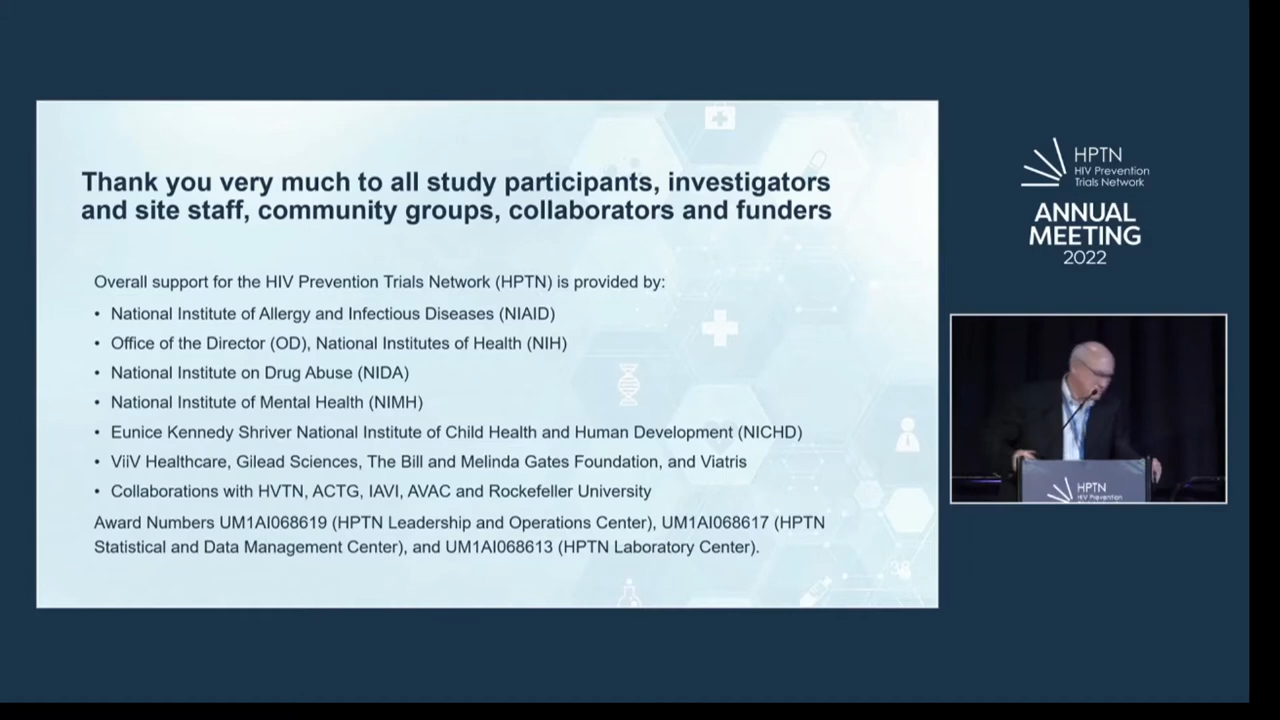 Thank you very much to all study participants, investigators
and site staff, community groups, collaborators and funders
Overall support for the HIV Prevention Trials Network (HPTN) is provided by:
• National Institute of Allergy and Infectious Diseases (NIAID)
• Office of the Director (OD), National Institutes of Health (NIH)
• National Institute on Drug Abuse (NIDA)
• National Institute of Mental Health (NIMH)
• Eunice Kennedy Shriver National Institute of Child Health and Human Development (NICHD)
• ViiV Healthcare, Gilead Sciences, The Bill and Melinda Gates Foundation, and Viatris
• Collaborations with HVTN, ACTG, IAVI, AVAC and Rockefeller University
Award Numbers UM1AI068619 (HPTN Leadership and Operations Center), UM1AI068617 (HPTN
Statistical and Data Management Center), and UM1AI068613 (HPTN Laboratory Center).
HPTN
HIV Prevention
Trials Network
ANNUAL
MEETING
2022
HPTN
HIV Prevention